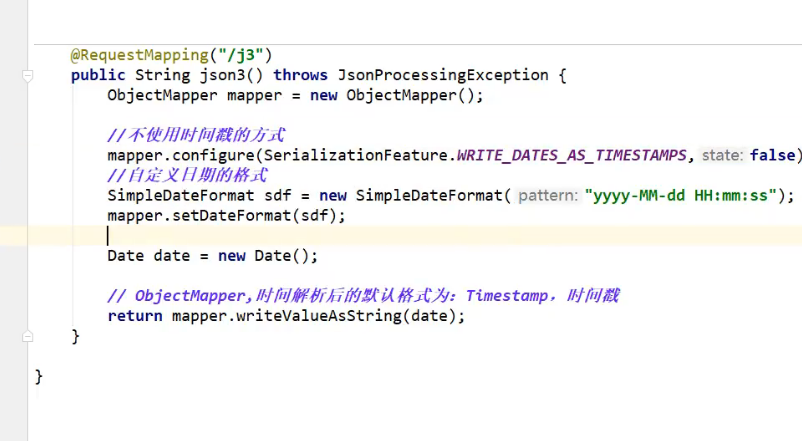 @RequestMapping("/j3")
public String json3() throws JsonProcessingException {
ObjectMapper mapper = new ObjectMapper();
//不使用时间戳的方式
mapper.configure(SerializationFeature.WRITE_DATES_AS_TIMESTAMPS, state: false)
//自定义日期的格式
SimpleDateFormat sdf = new SimpleDateFormat( pattern: "yyyy-MM-dd HH:mm:ss");
mapper.setDateFormat(sdf);
Date date = new Date();
// ObjectMapper,时间解析后的默认格式为：Timestamp，时间戳
return mapper.writeValueAsString(date);
}
}